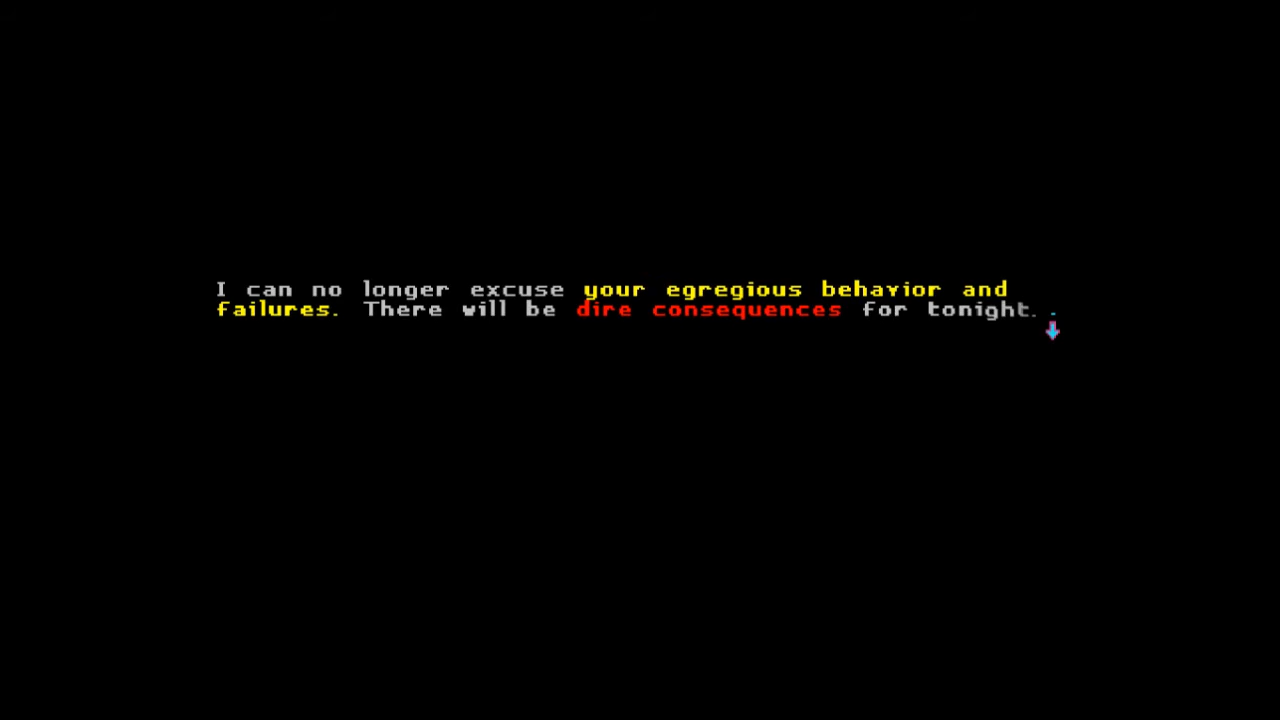 I can no longer excuse your egregious behavior and
failures. There will be dire consequences for tonight.